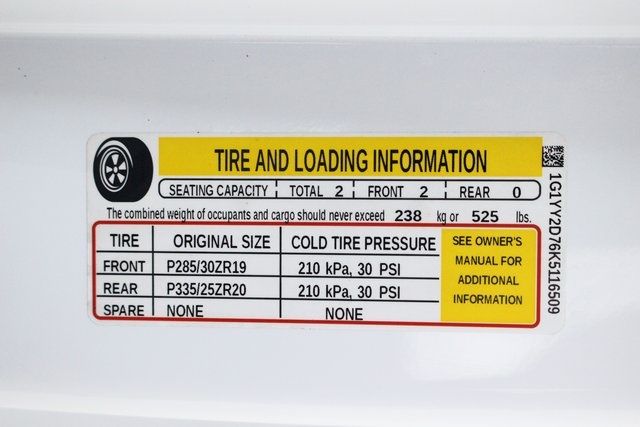 TIRE AND LOADING INFORMATION
SEATING CAPACITY TOTAL 2 FRONT 2 REAR 0
The combined weight of occupants and cargo should never exceed 238 kg or 525 lbs.
TIRE ORIGINAL SIZE COLD TIRE PRESSURE
FRONT P285/30ZR19 210 kPa, 30 PSI
REAR P335/25ZR20 210 kPa, 30 PSI
SPARE NONE NONE
SEE OWNER'S
MANUAL FOR
ADDITIONAL
INFORMATION
1G1YY2D76K5116509